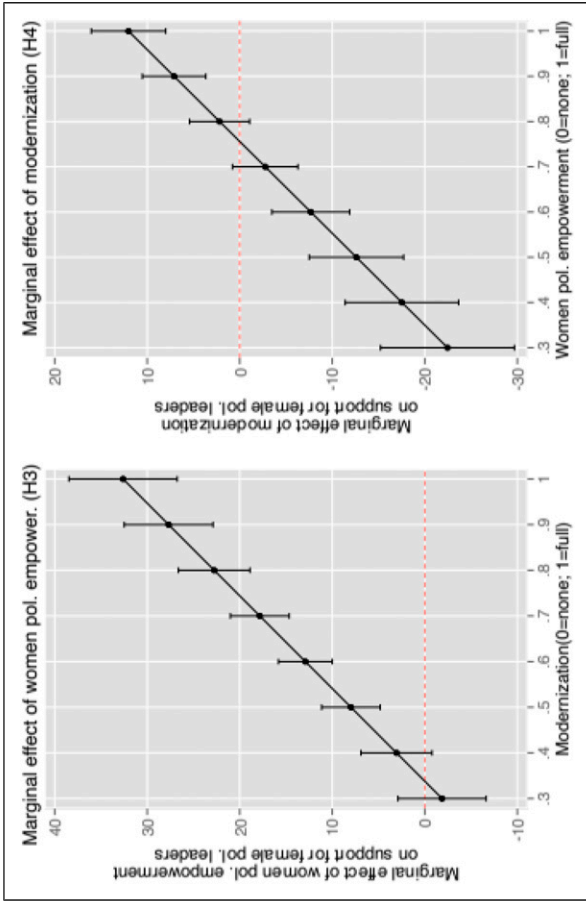 Marginal effect of women pol. empower. (H3)
Marginal effect of women pol. empowerment
on support for female pol. leaders
40
30
20
10
0
-10
.3 .4 .5 .6 .7 .8 .9 1
Modernization(0=none; 1=full)
Marginal effect of modernization (H4)
Marginal effect of modernization
on support for female pol. leaders
20
10
0
-10
-20
-30
.3 .4 .5 .6 .7 .8 .9 1
Women pol. empowerment (0=none; 1=full)